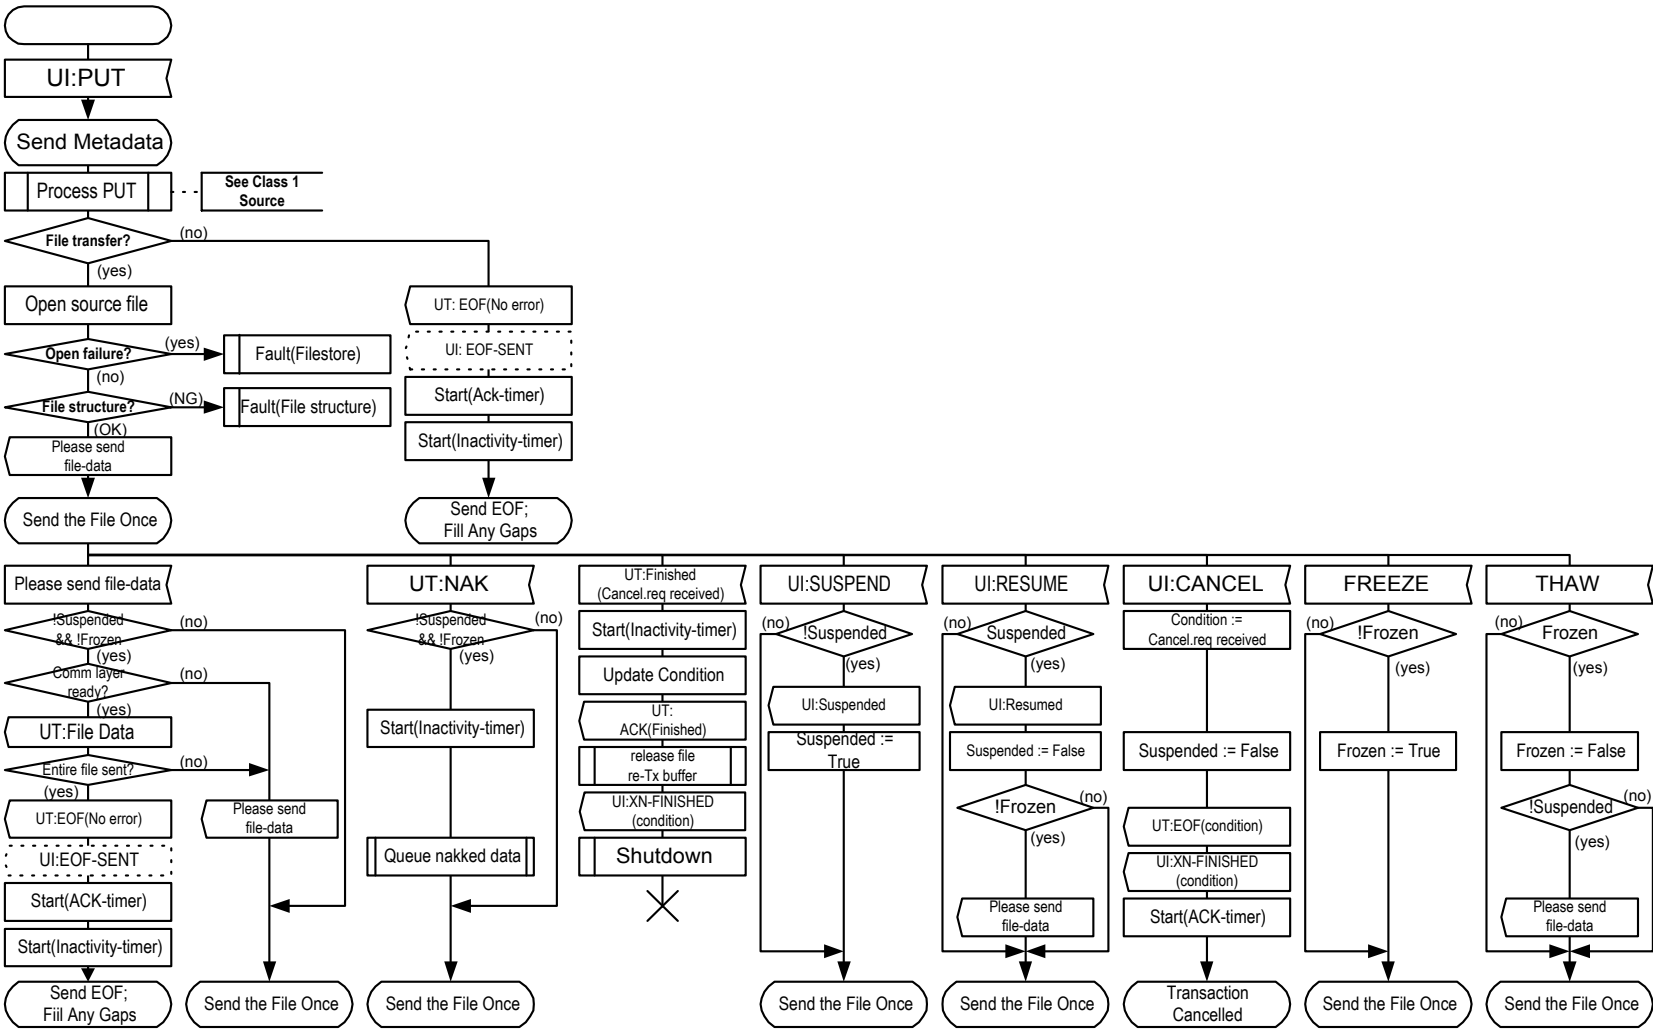 UI:PUT
Send Metadata
Process PUT
See Class 1
Source
File transfer?
(no)
(yes)
Open source file
Open failure?
(yes)
Fault(Filestore)
(no)
File structure?
(NG)
Fault(File structure)
(OK)
Please send
file-data
Send the File Once
UT: EOF(No error)
UI: EOF-SENT
Start(Ack-timer)
Start(Inactivity-timer)
Send EOF;
Fill Any Gaps
Please send file-data
!Suspended
&& !Frozen
(no)
(yes)
Comm layer
ready?
(no)
(yes)
UT:File Data
Entire file sent?
(no)
(yes)
UT:EOF(No error)
UI:EOF-SENT
Start(ACK-timer)
Start(Inactivity-timer)
Send EOF;
Fiil Any Gaps
Please send
file-data
Send the File Once
UT:NAK
!Suspended
&& !Frozen
(no)
(yes)
Start(Inactivity-timer)
Queue nakked data
Send the File Once
UT:Finished
(Cancel.req received)
Start(Inactivity-timer)
Update Condition
UT:
ACK(Finished)
release file
re-Tx buffer
UI:XN-FINISHED
(condition)
Shutdown
UI:SUSPEND
(no)
!Suspended
(yes)
UI:Suspended
Suspended :=
True
Send the File Once
UI:RESUME
(no)
Suspended
(yes)
UI:Resumed
Suspended := False
!Frozen
(no)
(yes)
Please send
file-data
Send the File Once
UI:CANCEL
Condition :=
Cancel.req received
Suspended := False
UT:EOF(condition)
UI:XN-FINISHED
(condition)
Start(ACK-timer)
Transaction
Cancelled
FREEZE
(no)
!Frozen
(yes)
Frozen := True
Send the File Once
THAW
(no)
Frozen
(yes)
Frozen := False
!Suspended
(no)
(yes)
Please send
file-data
Send the File Once